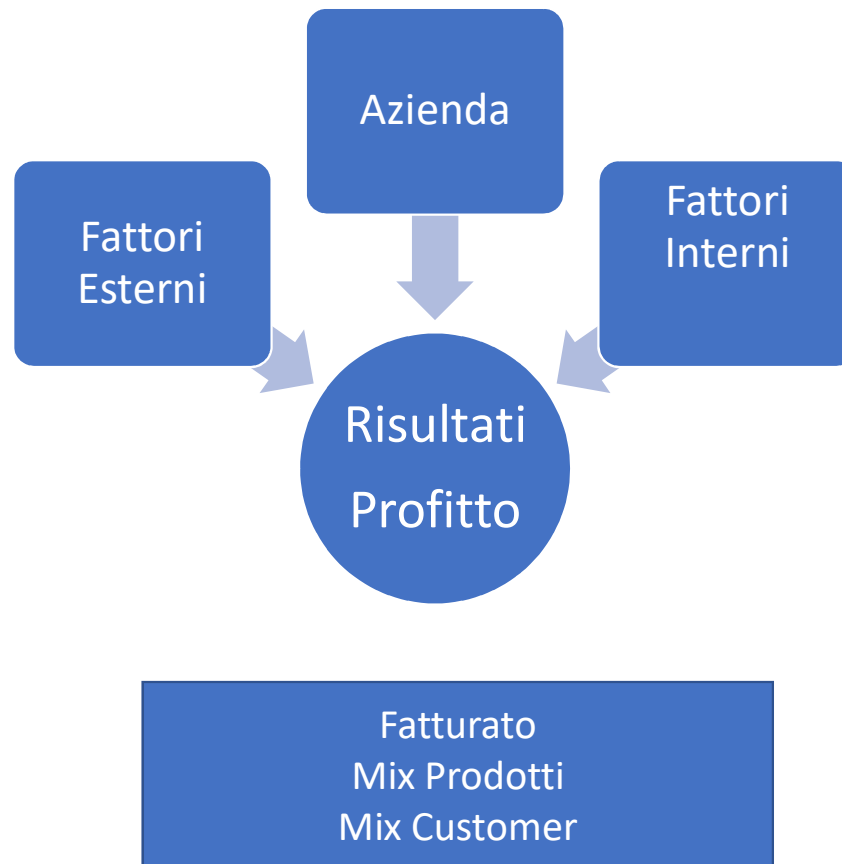 Azienda
Fattori
Esterni
Fattori
Interni
Risultati
Profitto
Fatturato
Mix Prodotti
Mix Customer